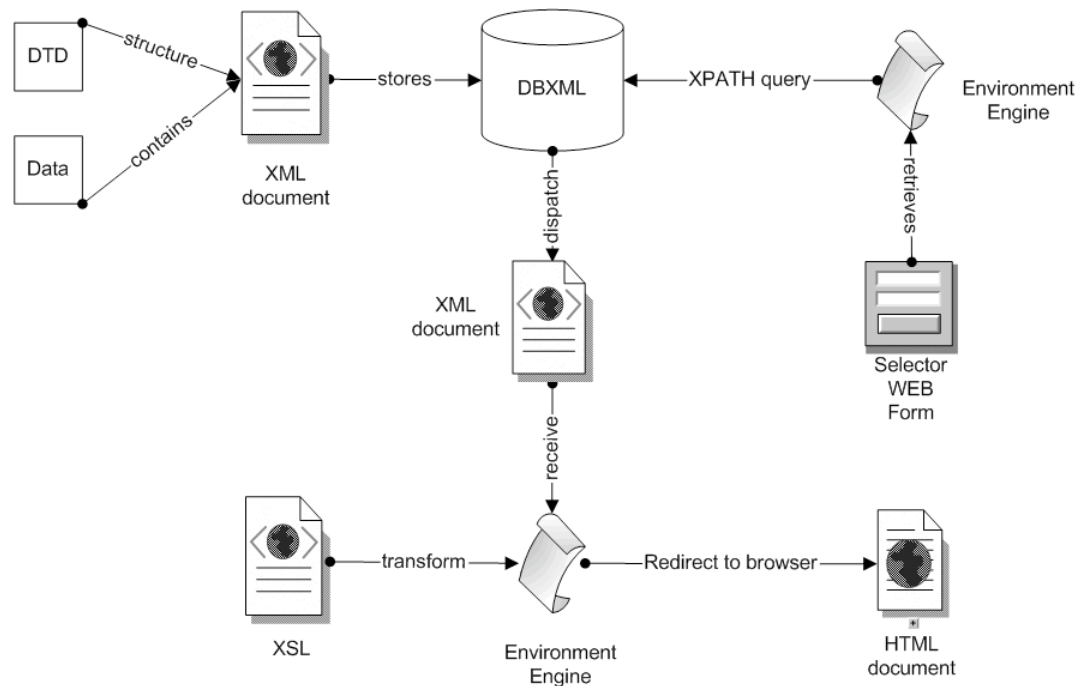 DTD
structure
Data
contains
XML
document
stores
DBXML
XPATH query
Environment
Engine
retrieves
Selector
WEB
Form
dispatch
XML
document
receive
XSL
transform
Environment
Engine
Redirect to browser
HTML
document